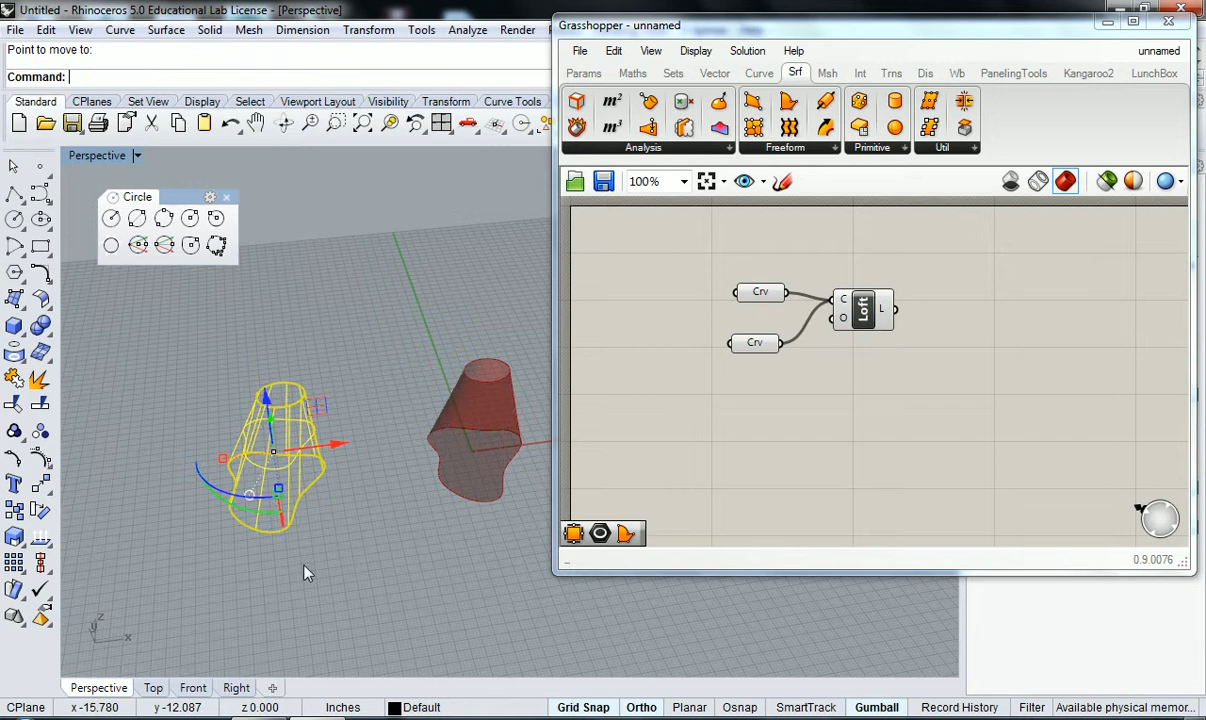 Untitled - Rhinoceros 5.0 Educational Lab License - [Perspective]
File Edit View Curve Surface Solid Mesh Dimension Transform Tools Analyze Render
Point to move to:
Command:
Standard CPlanes Set View Display Select Viewport Layout Visibility Transform Curve Tools
Perspective
Circle
z
y
x
Perspective Top Front Right
CPlane x -15.780 y -12.087 z 0.000 Inches Default Grid Snap Ortho Planar Osnap SmartTrack Gumball Record History Filter Available physical memor...
Grasshopper - unnamed
File Edit View Display Solution Help unnamed
Params Maths Sets Vector Curve Srf Msh Int Trns Dis Wb PanelingTools Kangaroo2 LunchBox
m² m³
Analysis Freeform Primitive Util
100%
Crv
C Loft L
O
Crv
0.9.0076